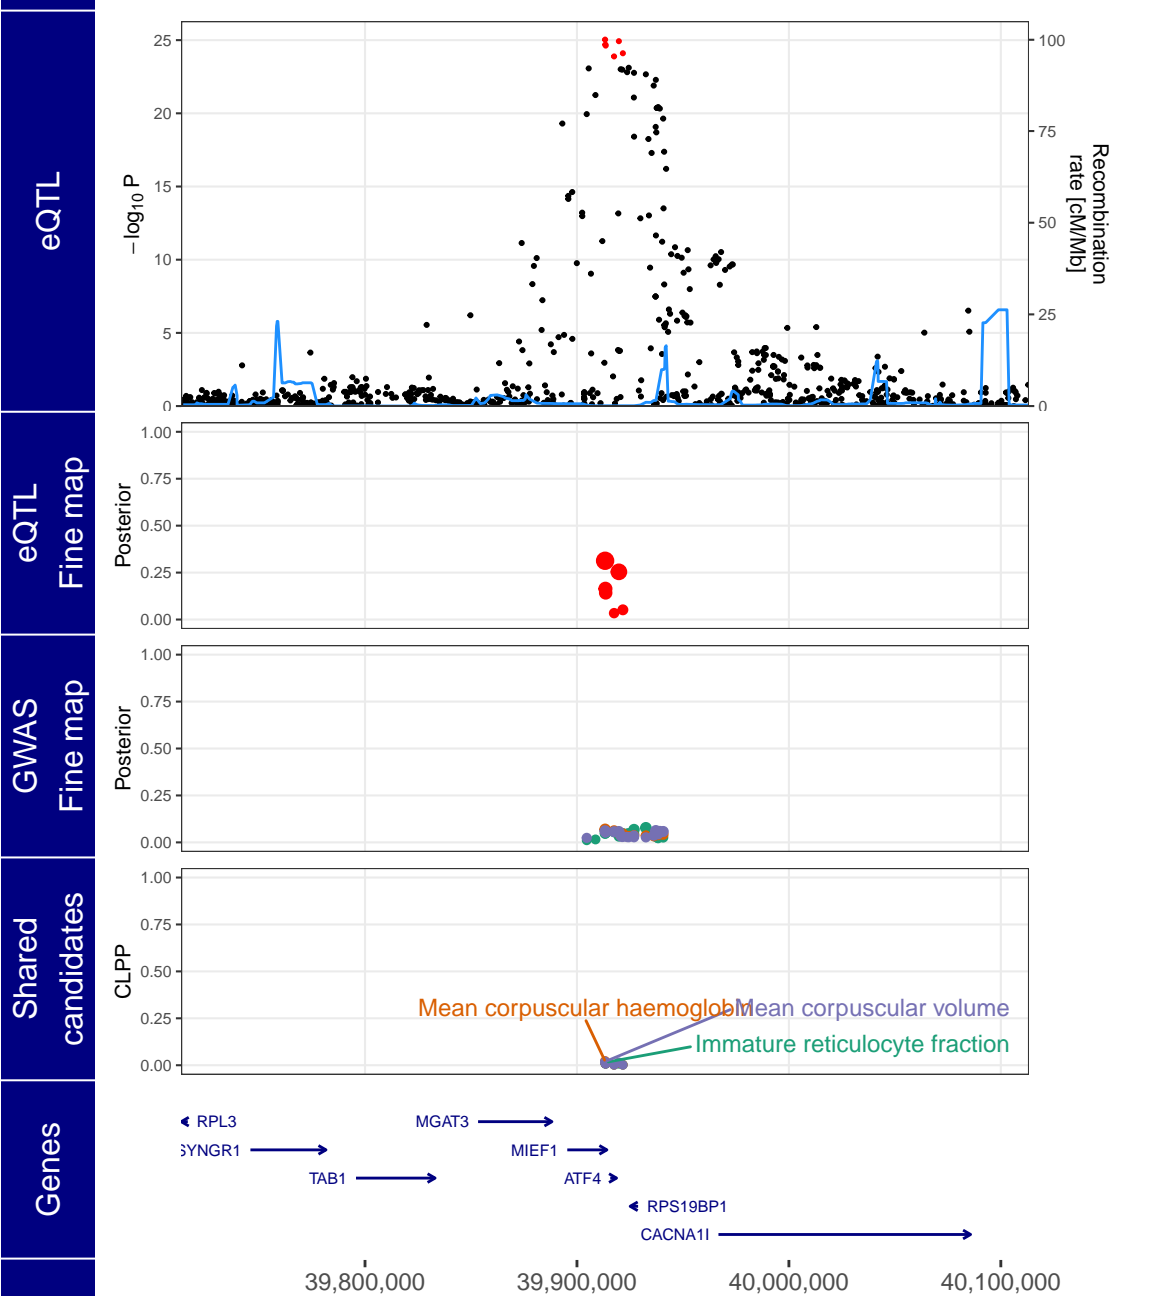 eQTL
−log10 P
25
20
15
10
5
0
100
75
50
25
0
Recombination
rate [cM/Mb]
eQTL
Fine map
Posterior
1.00
0.75
0.50
0.25
0.00
GWAS
Fine map
Posterior
1.00
0.75
0.50
0.25
0.00
Shared
candidates
CLPP
1.00
0.75
0.50
0.25
0.00
Mean corpuscular haemoglobin
Mean corpuscular volume
Immature reticulocyte fraction
Genes
RPL3
MGAT3
SYNGR1
MIEF1
TAB1
ATF4
RPS19BP1
CACNA1I
39,800,000
39,900,000
40,000,000
40,100,000